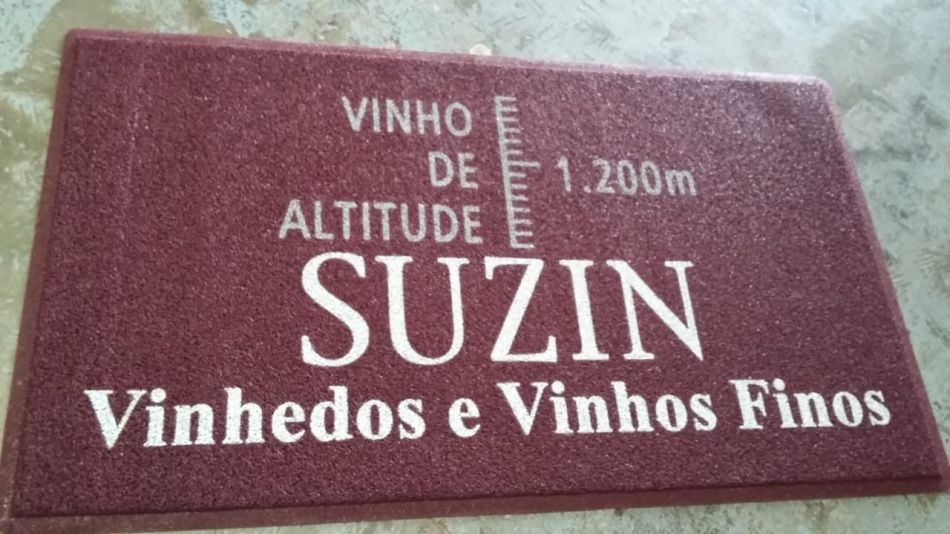 VINHO
DE
ALTITUDE
1.200m
SUZIN
Vinhedos e Vinhos Finos